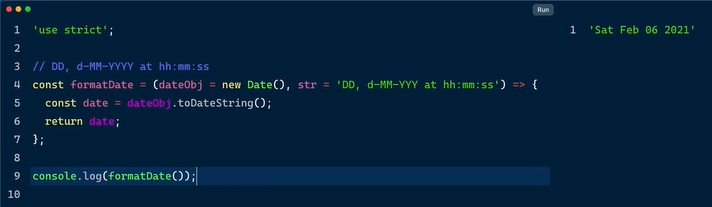 Run
1 'use strict';
2
3 // DD, d-MM-YYYY at hh:mm:ss
4 const formatDate = (dateObj = new Date(), str = 'DD, d-MM-YYY at hh:mm:ss') => {
5 const date = dateObj.toDateString();
6 return date;
7 };
8
9 console.log(formatDate());
10
1 'Sat Feb 06 2021'